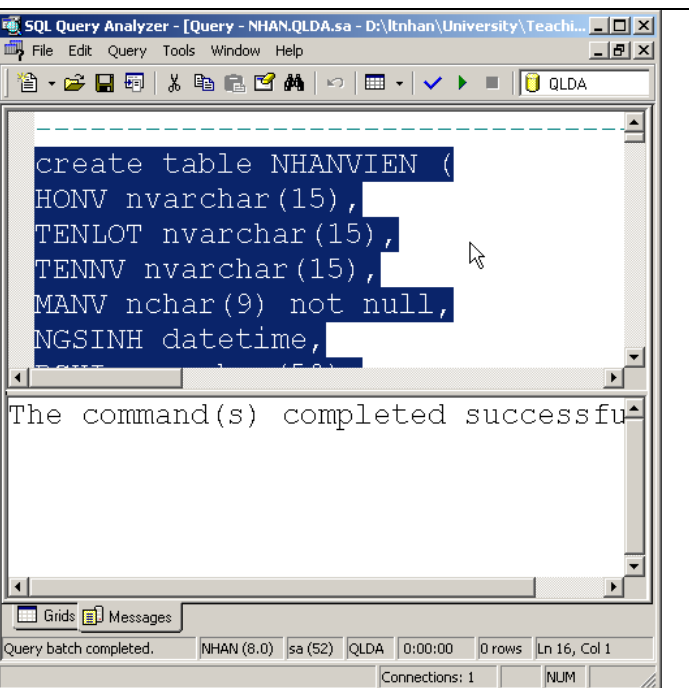 SQL Query Analyzer - [Query - NHAN.QLDA.sa - D:\ltnhan\University\Teachi...
File Edit Query Tools Window Help
QLDA
create table NHANVIEN (
HONV nvarchar(15),
TENLOT nvarchar(15),
TENNV nvarchar(15),
MANV nchar(9) not null,
NGSINH datetime,
The command(s) completed successfu
Grids Messages
Query batch completed. NHAN (8.0) sa (52) QLDA 0:00:00 0 rows Ln 16, Col 1
Connections: 1 NUM